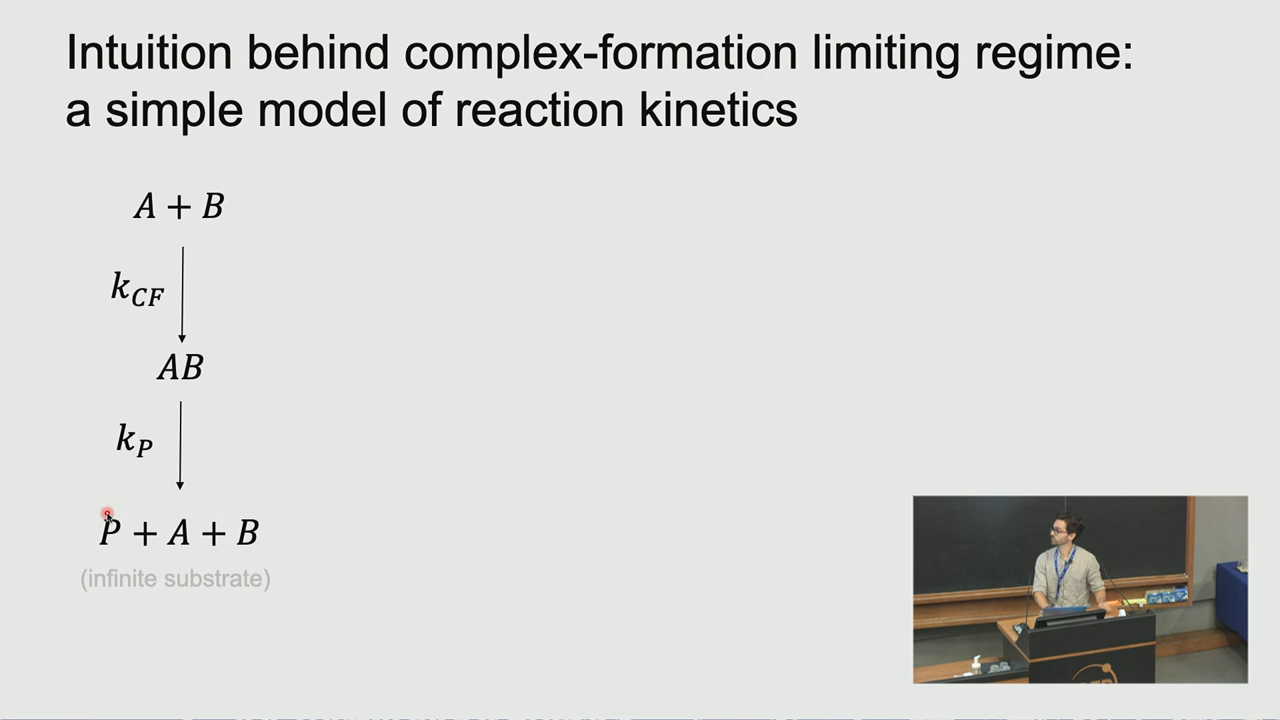 Intuition behind complex-formation limiting regime:
a simple model of reaction kinetics
A + B
k_CF
AB
k_P
P + A + B
(infinite substrate)